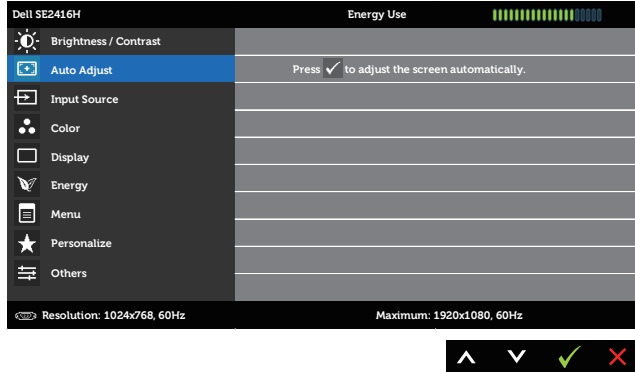 Dell SE2416H Energy Use
Brightness / Contrast
Auto Adjust Press ✓ to adjust the screen automatically.
Input Source
Color
Display
Energy
Menu
Personalize
Others
Resolution: 1024x768, 60Hz Maximum: 1920x1080, 60Hz